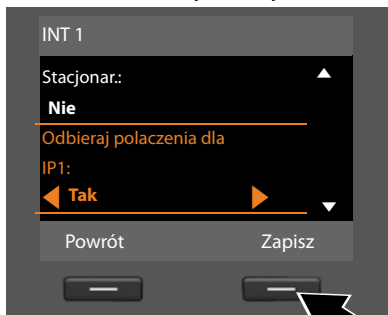 INT 1
Stacjonar.:
Nie
Odbieraj polaczenia dla
IP1:
Tak
Powrót
Zapisz